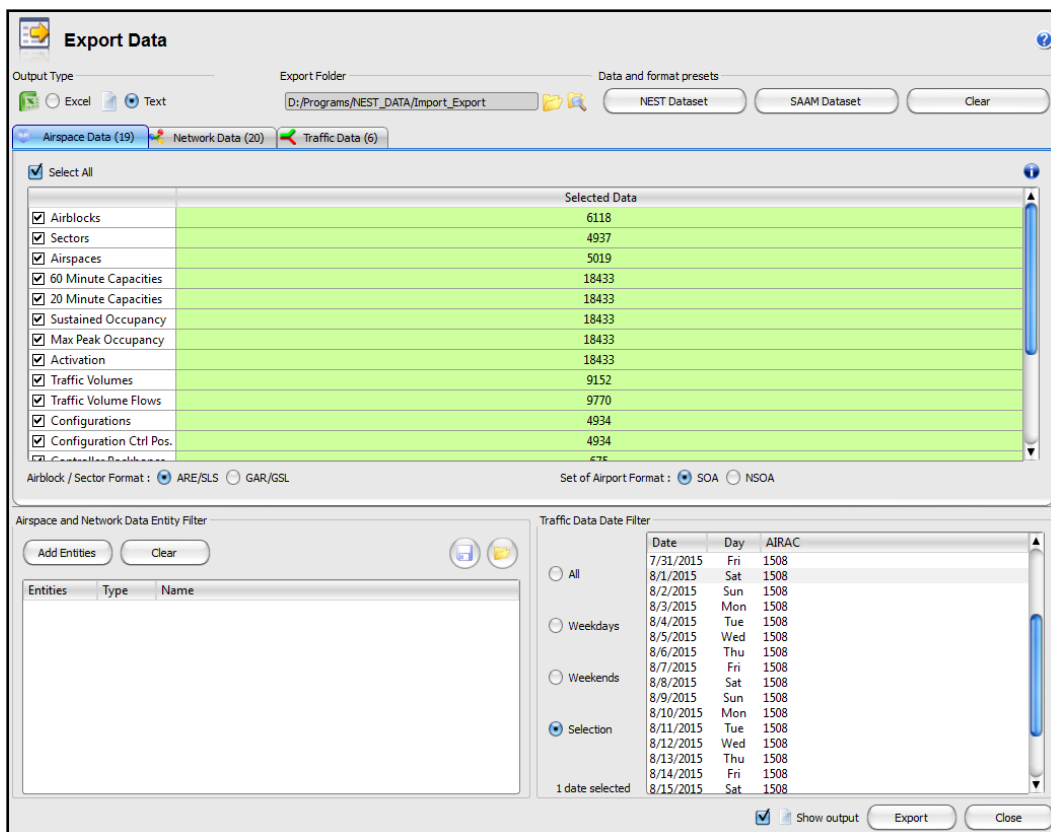 Export Data
Output Type
Export Folder
Data and format presets
Excel
Text
D:/Programs/NEST_DATA/Import_Export
NEST Dataset
SAAM Dataset
Clear
Airspace Data (19)
Network Data (20)
Traffic Data (6)
Select All
Selected Data
Airblocks 6118
Sectors 4937
Airspaces 5019
60 Minute Capacities 18433
20 Minute Capacities 18433
Sustained Occupancy 18433
Max Peak Occupancy 18433
Activation 18433
Traffic Volumes 9152
Traffic Volume Flows 9770
Configurations 4934
Configuration Ctrl Pos. 4934
Controller Backbones 675
Airblock / Sector Format : ARE/SLS GAR/GSL
Set of Airport Format : SOA NSOA
Airspace and Network Data Entity Filter
Add Entities
Clear
Entities Type Name
Traffic Data Date Filter
All
Weekdays
Weekends
Selection
1 date selected
Date Day AIRAC
7/31/2015 Fri 1508
8/1/2015 Sat 1508
8/2/2015 Sun 1508
8/3/2015 Mon 1508
8/4/2015 Tue 1508
8/5/2015 Wed 1508
8/6/2015 Thu 1508
8/7/2015 Fri 1508
8/8/2015 Sat 1508
8/9/2015 Sun 1508
8/10/2015 Mon 1508
8/11/2015 Tue 1508
8/12/2015 Wed 1508
8/13/2015 Thu 1508
8/14/2015 Fri 1508
8/15/2015 Sat 1508
Show output
Export
Close